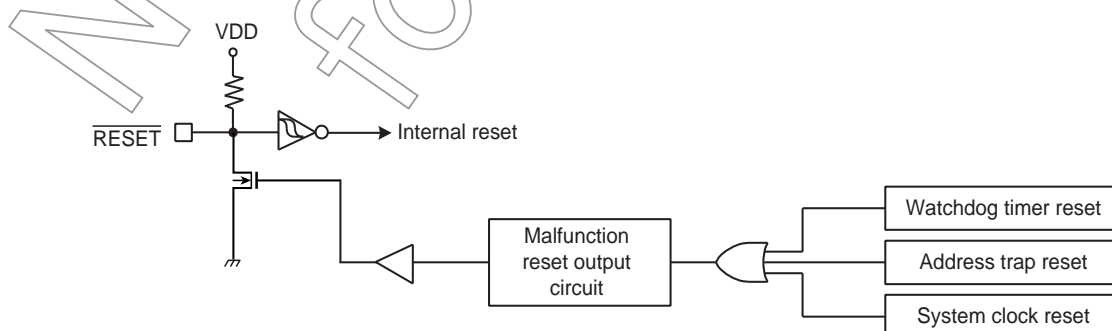 VDD
RESET
Internal reset
Malfunction
reset output
circuit
Watchdog timer reset
Address trap reset
System clock reset